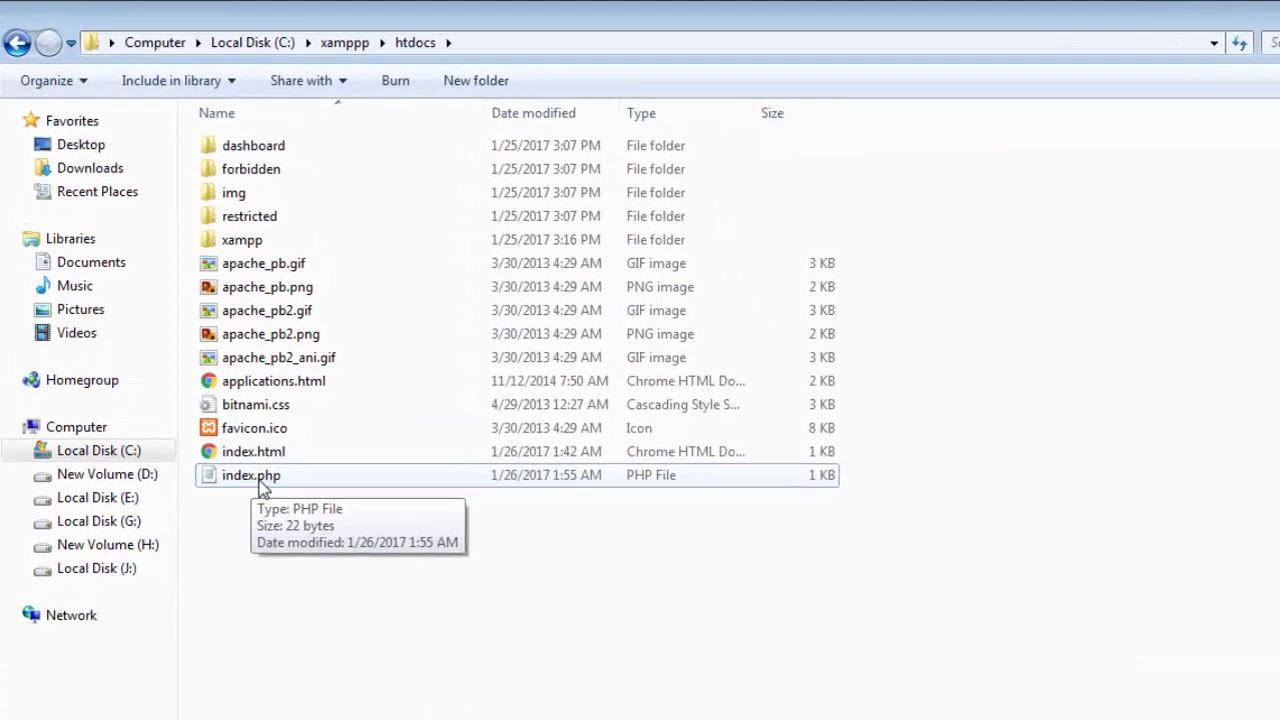 Computer Local Disk (C:) xamppp htdocs
Organize Include in library Share with Burn New folder
Favorites
Desktop
Downloads
Recent Places
Libraries
Documents
Music
Pictures
Videos
Homegroup
Computer
Local Disk (C:)
New Volume (D:)
Local Disk (E:)
Local Disk (G:)
New Volume (H:)
Local Disk (J:)
Network
Name Date modified Type Size
dashboard 1/25/2017 3:07 PM File folder
forbidden 1/25/2017 3:07 PM File folder
img 1/25/2017 3:07 PM File folder
restricted 1/25/2017 3:07 PM File folder
xampp 1/25/2017 3:16 PM File folder
apache_pb.gif 3/30/2013 4:29 AM GIF image 3 KB
apache_pb.png 3/30/2013 4:29 AM PNG image 2 KB
apache_pb2.gif 3/30/2013 4:29 AM GIF image 3 KB
apache_pb2.png 3/30/2013 4:29 AM PNG image 2 KB
apache_pb2_ani.gif 3/30/2013 4:29 AM GIF image 3 KB
applications.html 11/12/2014 7:50 AM Chrome HTML Do... 2 KB
bitnami.css 4/29/2013 12:27 AM Cascading Style S... 3 KB
favicon.ico 3/30/2013 4:29 AM Icon 8 KB
index.html 1/26/2017 1:42 AM Chrome HTML Do... 1 KB
index.php 1/26/2017 1:55 AM PHP File 1 KB
Type: PHP File
Size: 22 bytes
Date modified: 1/26/2017 1:55 AM